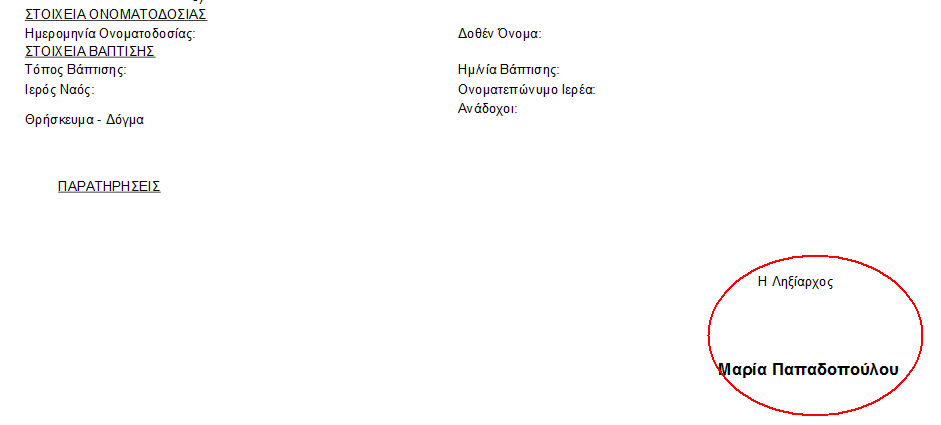 ΣΤΟΙΧΕΙΑ ΟΝΟΜΑΤΟΔΟΣΙΑΣ
Ημερομηνία Ονοματοδοσίας: Δοθέν Όνομα:
ΣΤΟΙΧΕΙΑ ΒΑΠΤΙΣΗΣ
Τόπος Βάπτισης: Ημ/νία Βάπτισης:
Ιερός Ναός: Ονοματεπώνυμο Ιερέα:
Ανάδοχοι:
Θρήσκευμα - Δόγμα
ΠΑΡΑΤΗΡΗΣΕΙΣ
Η Ληξίαρχος
Μαρία Παπαδοπούλου